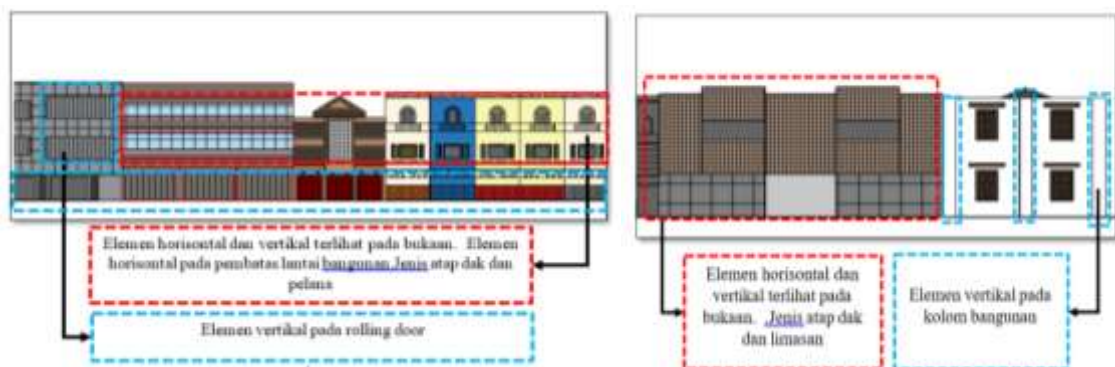 Elemen horisontal dan vertikal terlihat pada bukaan. Elemen
horisontal pada pembatas lantai bangunan Jenis atap dak dan
pelana
Elemen vertikal pada rolling door
Elemen horisontal dan
vertikal terlihat pada
bukaan. Jenis atap dak
dan limasan
Elemen vertikal pada
kolom bangunan